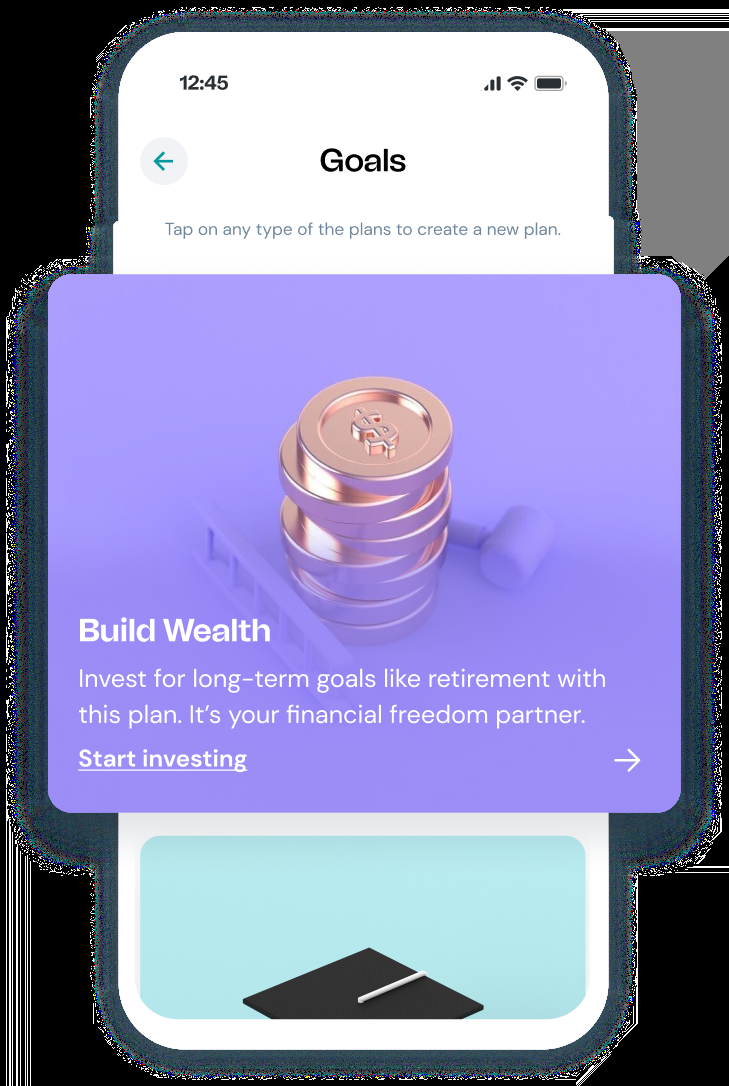 12:45
Goals
Tap on any type of the plans to create a new plan.
$
Build Wealth
Invest for long-term goals like retirement with
this plan. It’s your financial freedom partner.
Start investing